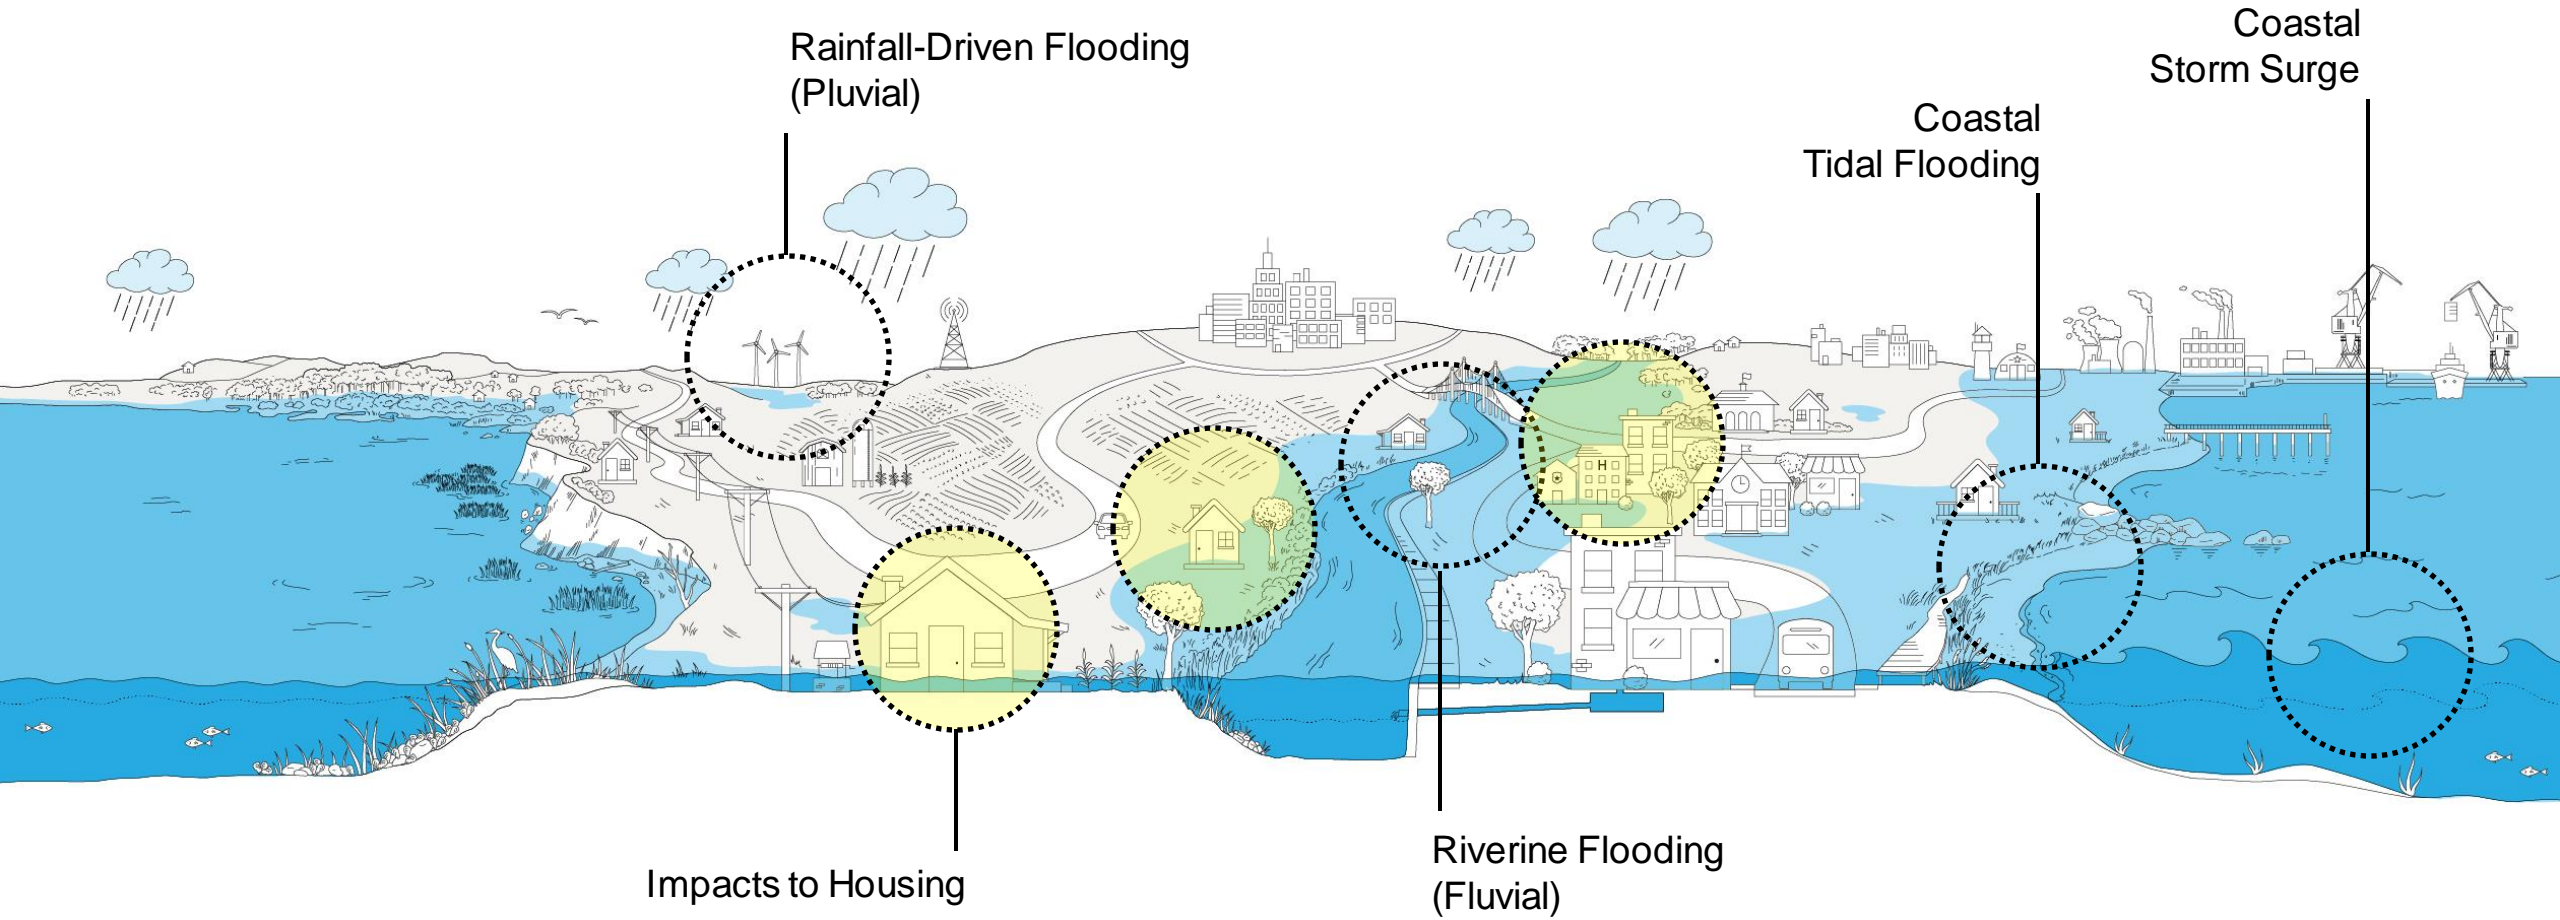 Coastal
Storm Surge
Rainfall-Driven Flooding
(Pluvial)
Coastal
Tidal Flooding
H
Riverine Flooding
(Fluvial)
Impacts to Housing